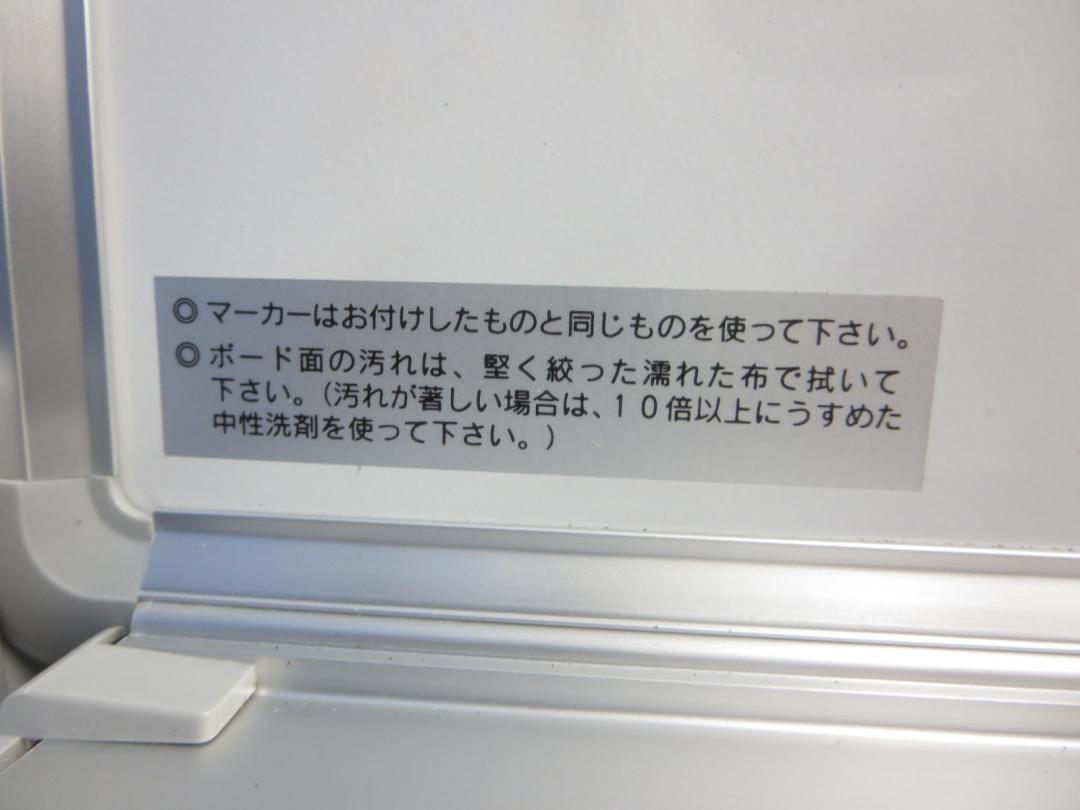 ◎ マーカーはお付けしたものと同じものを使って下さい。
◎ ボード面の汚れは、堅く絞った濡れた布で拭いて
下さい。(汚れが著しい場合は、10倍以上にうすめた
中性洗剤を使って下さい。)